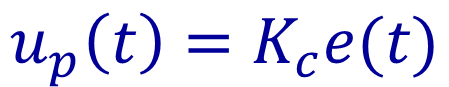 u_p(t) = K_c e(t)